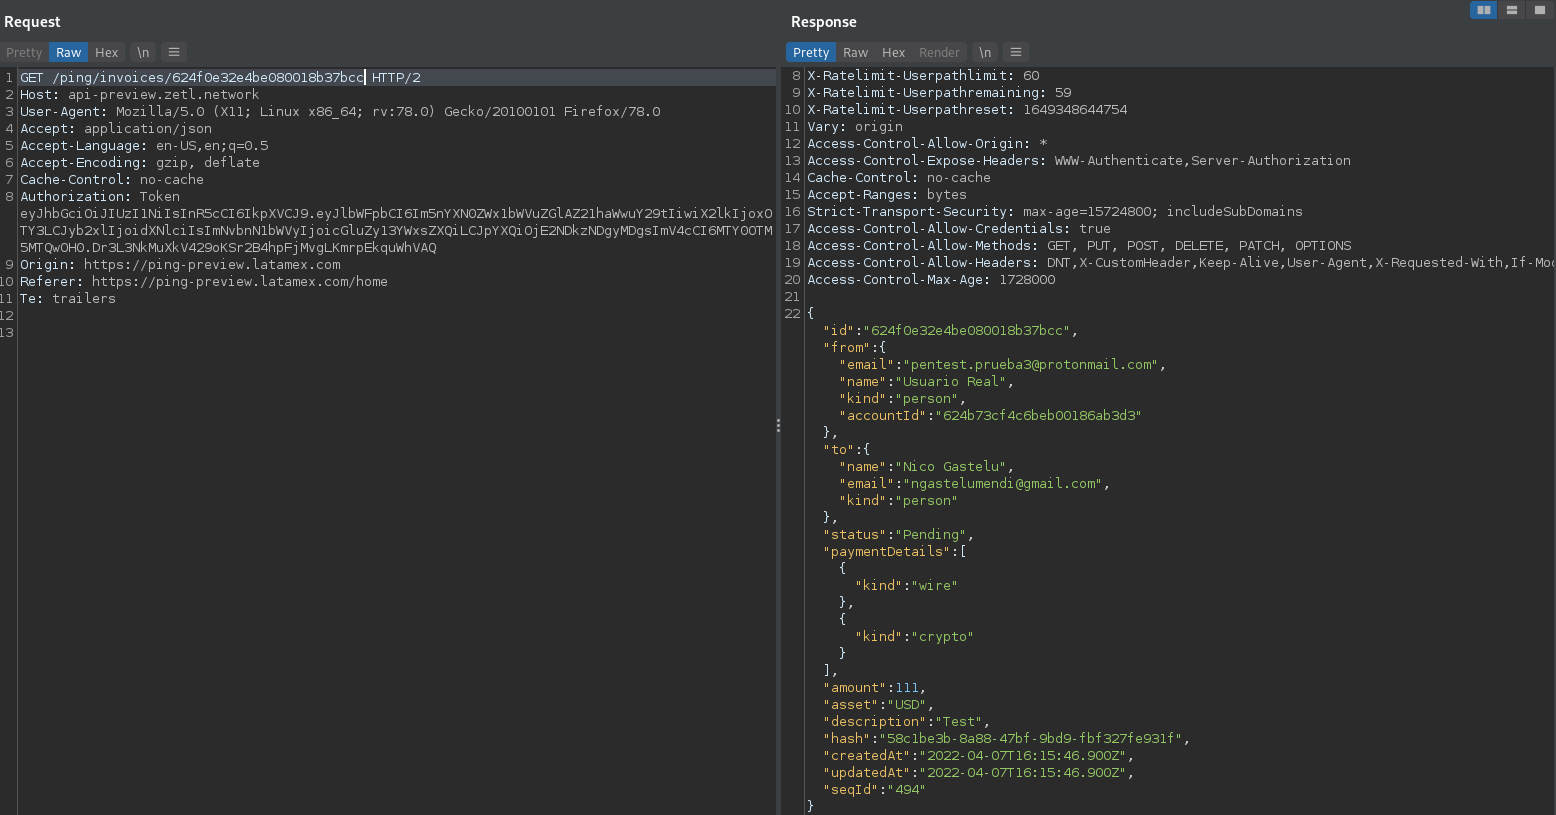 Request
Pretty Raw Hex \n
1 GET /ping/invoices/624f0e32e4be080018b37bcc HTTP/2
2 Host: api-preview.zetl.network
3 User-Agent: Mozilla/5.0 (X11; Linux x86_64; rv:78.0) Gecko/20100101 Firefox/78.0
4 Accept: application/json
5 Accept-Language: en-US,en;q=0.5
6 Accept-Encoding: gzip, deflate
7 Cache-Control: no-cache
8 Authorization: Token
eyJhbGciOiJIUzI1NiIsInR5cCI6IkpXVCJ9.eyJlbWFpbCI6Im5nYXN0ZWx1bWVuZGlAZ21haWwuY29tIiwiX2lkIjoxO
TY3LCJyb2xlIjoidXNlciIsImNvbnN1bWVyIjoicGluZy13YWxsZXQiLCJpYXQiOjE2NDkzNDgyMDgsImV4cCI6MTY0OTM
5MTQwOH0.Dr3L3NkMuXkV429oKSr2B4hpFjMvgLKmrpEkquWhVAQ
9 Origin: https://ping-preview.latamex.com
10 Referer: https://ping-preview.latamex.com/home
11 Te: trailers
12
13
Response
Pretty Raw Hex Render \n
8 X-Ratelimit-Userpathlimit: 60
9 X-Ratelimit-Userpathremaining: 59
10 X-Ratelimit-Userpathreset: 1649348644754
11 Vary: origin
12 Access-Control-Allow-Origin: *
13 Access-Control-Expose-Headers: WWW-Authenticate,Server-Authorization
14 Cache-Control: no-cache
15 Accept-Ranges: bytes
16 Strict-Transport-Security: max-age=15724800; includeSubDomains
17 Access-Control-Allow-Credentials: true
18 Access-Control-Allow-Methods: GET, PUT, POST, DELETE, PATCH, OPTIONS
19 Access-Control-Allow-Headers: DNT,X-CustomHeader,Keep-Alive,User-Agent,X-Requested-With,If-Mod
20 Access-Control-Max-Age: 1728000
21
22 {
"id":"624f0e32e4be080018b37bcc",
"from":{
"email":"pentest.prueba3@protonmail.com",
"name":"Usuario Real",
"kind":"person",
"accountId":"624b73cf4c6beb00186ab3d3"
},
"to":{
"name":"Nico Gastelu",
"email":"ngastelumendi@gmail.com",
"kind":"person"
},
"status":"Pending",
"paymentDetails":[
{
"kind":"wire"
},
{
"kind":"crypto"
}
],
"amount":111,
"asset":"USD",
"description":"Test",
"hash":"58c1be3b-8a88-47bf-9bd9-fbf327fe931f",
"createdAt":"2022-04-07T16:15:46.900Z",
"updatedAt":"2022-04-07T16:15:46.900Z",
"seqId":"494"
}